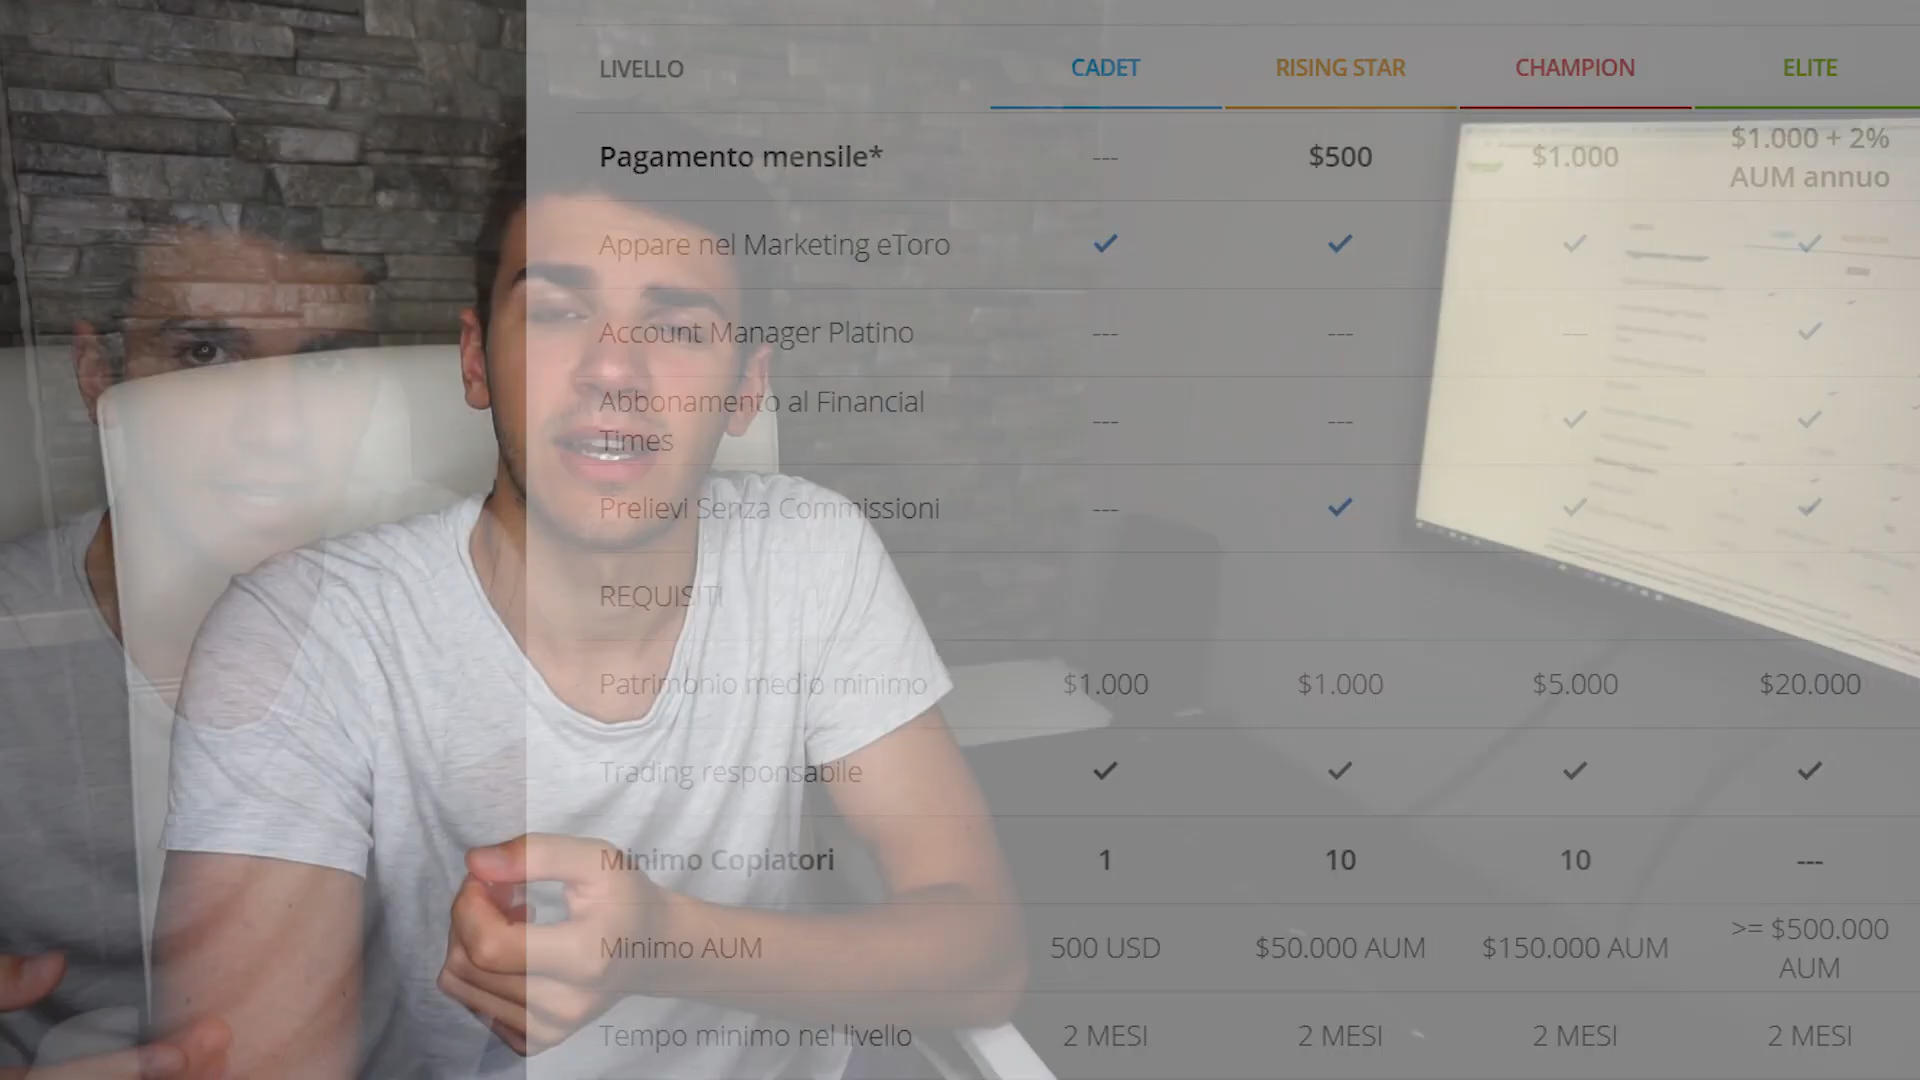 LIVELLO CADET RISING STAR CHAMPION ELITE
Pagamento mensile* --- $500 $1.000 $1.000 + 2%
AUM annuo
Appare nel Marketing eToro
Account Manager Platino --- --- ---
Abbonamento al Financial
Times --- ---
Prelievi Senza Commissioni ---
REQUISITI
Patrimonio medio minimo $1.000 $1.000 $5.000 $20.000
Trading responsabile
Minimo Copiatori 1 10 10 ---
Minimo AUM 500 USD $50.000 AUM $150.000 AUM >= $500.000
AUM
Tempo minimo nel livello 2 MESI 2 MESI 2 MESI 2 MESI